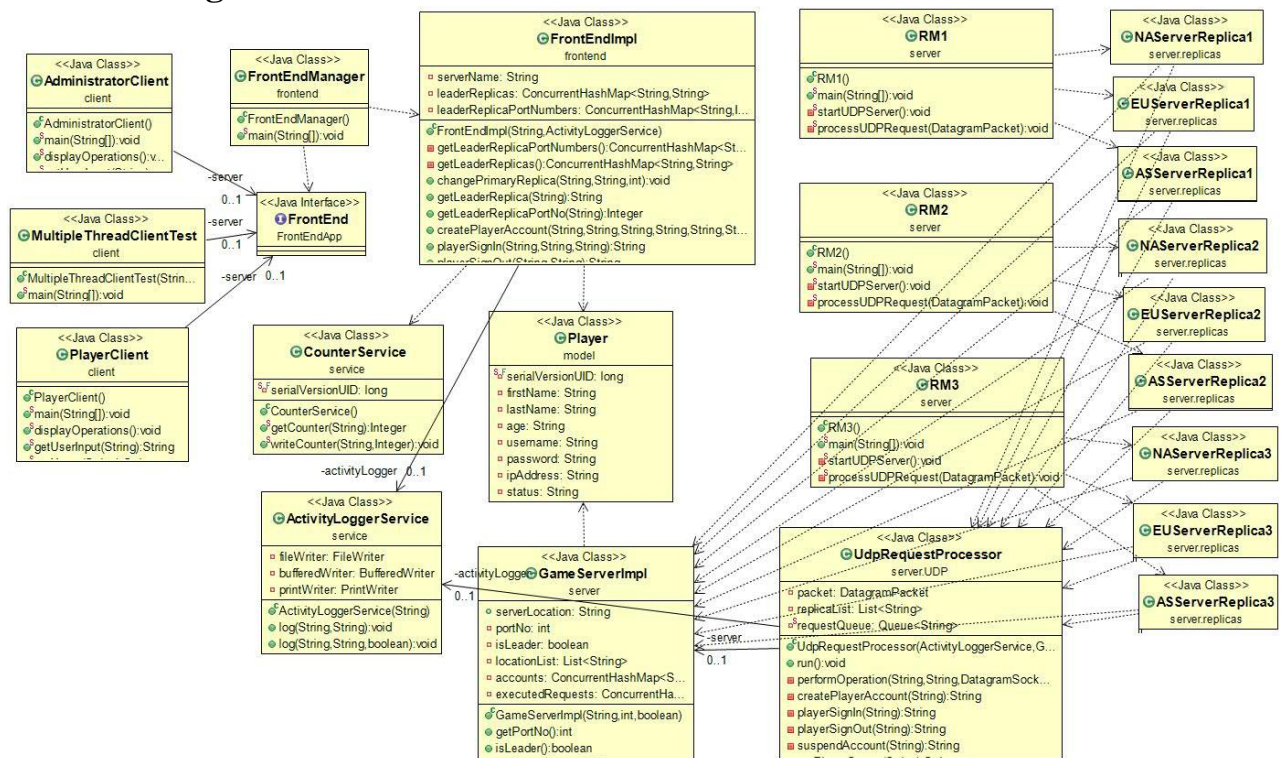 <<Java Class>>
AdministratorClient
client
AdministratorClient()
main(String[]):void
displayOperations():v...
<<Java Class>>
FrontEndManager
frontend
FrontEndManager()
main(String[]):void
<<Java Class>>
FrontEndImpl
frontend
serverName: String
leaderReplicas: ConcurrentHashMap<String,String>
leaderReplicaPortNumbers: ConcurrentHashMap<String,I...
FrontEndImpl(String,ActivityLoggerService)
getLeaderReplicaPortNumbers():ConcurrentHashMap<St...
getLeaderReplicas():ConcurrentHashMap<String,String>
changePrimaryReplica(String,String,int):void
getLeaderReplica(String):String
getLeaderReplicaPortNo(String):Integer
createPlayerAccount(String,String,String,String,String,St...
playerSignIn(String,String,String):String
playerSignOut(String,String):String
<<Java Class>>
RM1
server
RM1()
main(String[]):void
startUDPServer():void
processUDPRequest(DatagramPacket):void
<<Java Class>>
NAServerReplica1
server.replicas
<<Java Class>>
EUServerReplica1
server.replicas
<<Java Class>>
ASServerReplica1
server.replicas
-server
0..1
<<Java Interface>>
FrontEnd
FrontEndApp
<<Java Class>>
MultipleThreadClientTest
client
MultipleThreadClientTest(Strin...
main(String[]):void
-server
0..1
-server 0..1
<<Java Class>>
RM2
server
RM2()
main(String[]):void
startUDPServer():void
processUDPRequest(DatagramPacket):void
<<Java Class>>
NAServerReplica2
server.replicas
<<Java Class>>
EUServerReplica2
server.replicas
<<Java Class>>
ASServerReplica2
server.replicas
<<Java Class>>
PlayerClient
client
PlayerClient()
main(String[]):void
displayOperations():void
getUserInput(String):String
<<Java Class>>
CounterService
service
serialVersionUID: long
CounterService()
getCounter(String):Integer
writeCounter(String,Integer):void
<<Java Class>>
Player
model
serialVersionUID: long
firstName: String
lastName: String
age: String
username: String
password: String
ipAddress: String
status: String
<<Java Class>>
RM3
server
RM3()
main(String[]):void
startUDPServer():void
processUDPRequest(DatagramPacket):void
<<Java Class>>
NAServerReplica3
server.replicas
<<Java Class>>
EUServerReplica3
server.replicas
<<Java Class>>
ASServerReplica3
server.replicas
-activityLogger 0..1
<<Java Class>>
ActivityLoggerService
service
fileWriter: FileWriter
bufferedWriter: BufferedWriter
printWriter: PrintWriter
ActivityLoggerService(String)
log(String,String):void
log(String,String,boolean):void
-activityLogger
0..1
<<Java Class>>
GameServerImpl
server
serverLocation: String
portNo: int
isLeader: boolean
locationList: List<String>
accounts: ConcurrentHashMap<S...
executedRequests: ConcurrentHa...
GameServerImpl(String,int,boolean)
getPortNo():int
isLeader():boolean
-server
0..1
<<Java Class>>
UdpRequestProcessor
server.UDP
packet: DatagramPacket
replicaList: List<String>
requestQueue: Queue<String>
UdpRequestProcessor(ActivityLoggerService,G...
run():void
performOperation(String,String,DatagramSock...
createPlayerAccount(String):String
playerSignIn(String):String
playerSignOut(String):String
suspendAccount(String):String